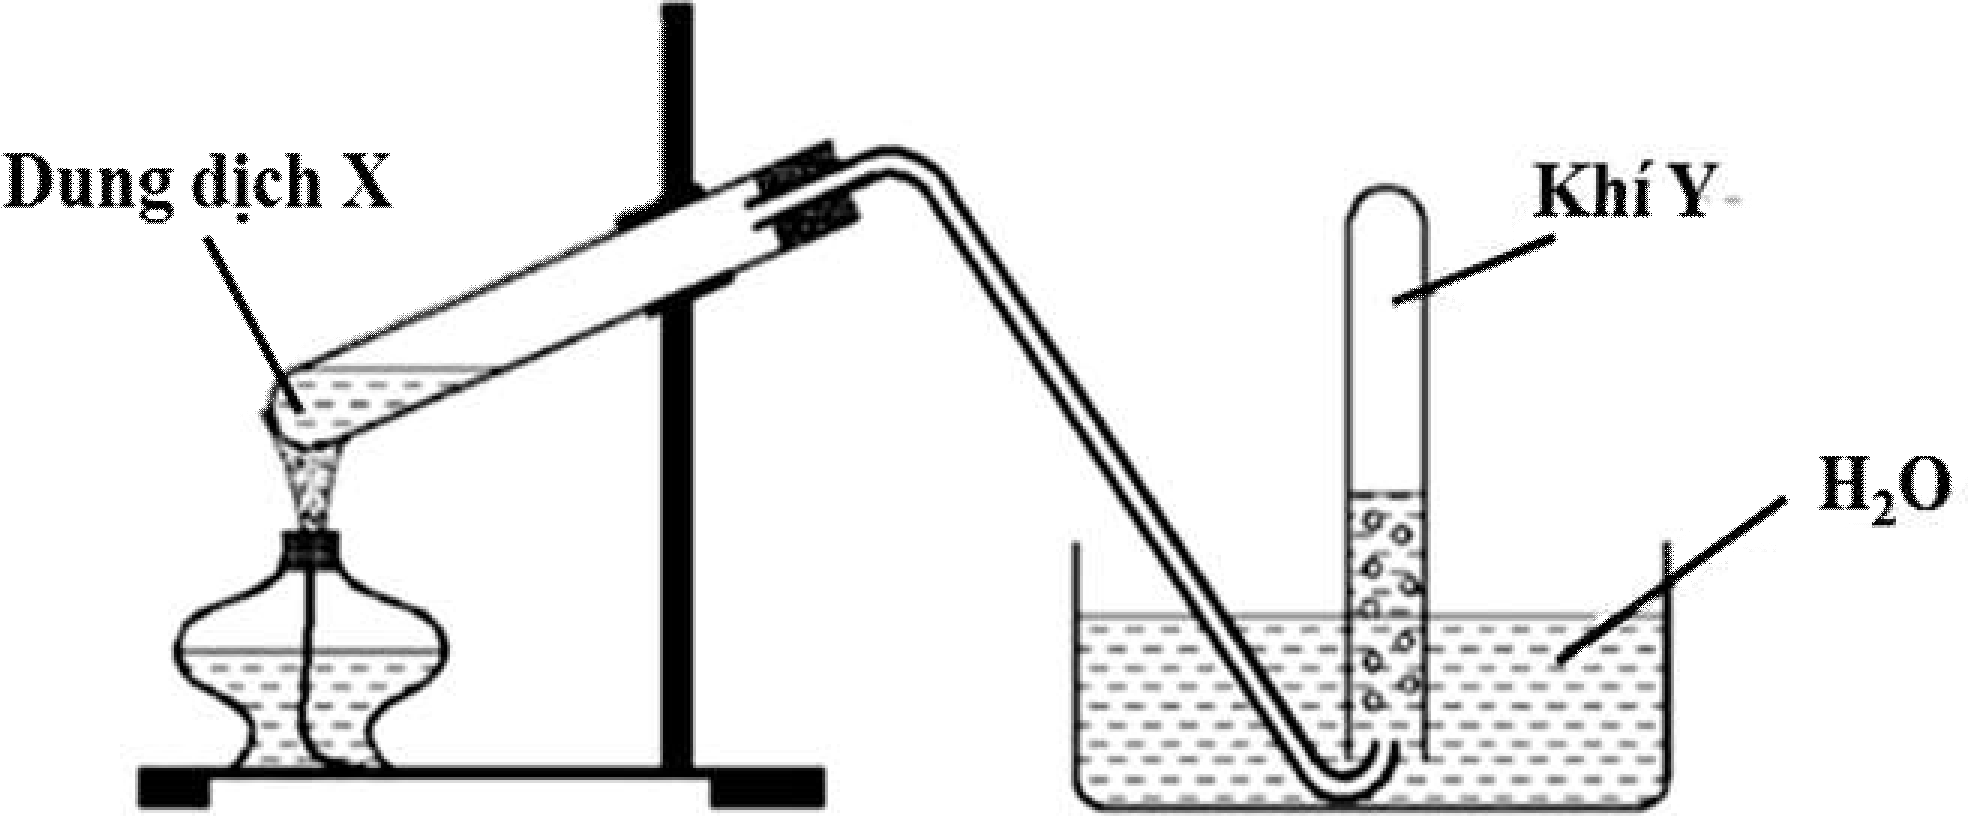 Dung dịch X
Khí Y
H₂O